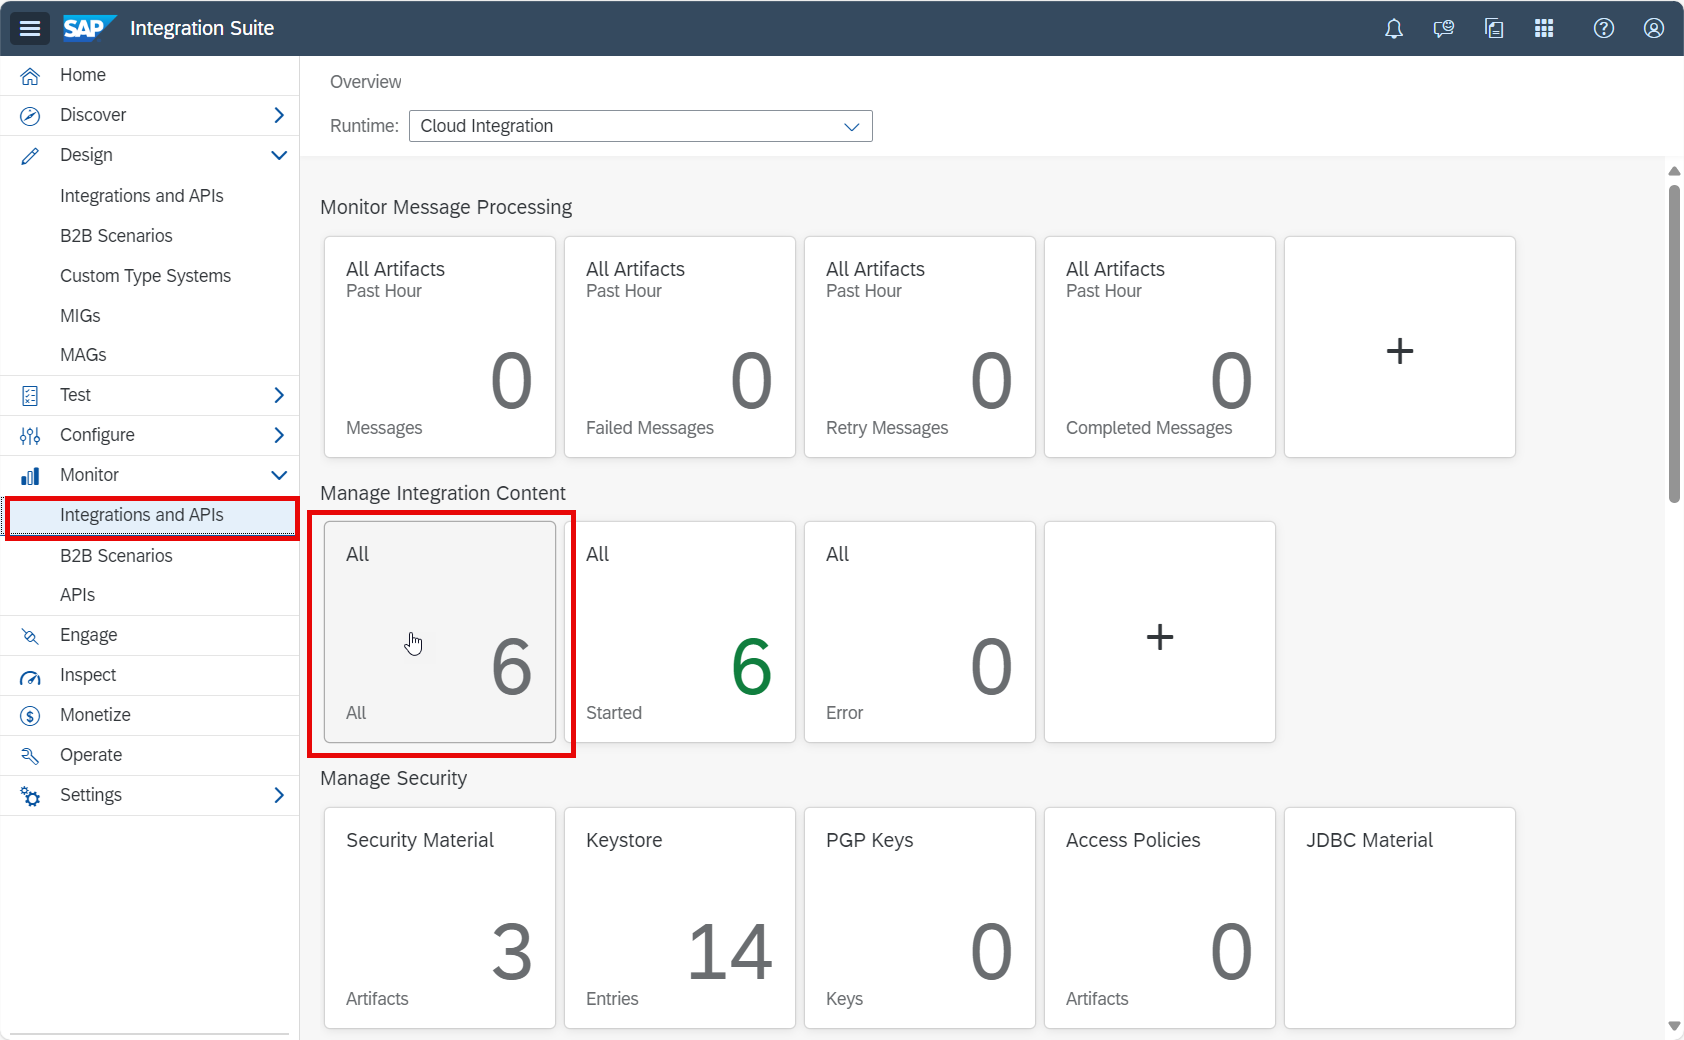 SAP Integration Suite
Home
Discover
Design
Integrations and APIs
B2B Scenarios
Custom Type Systems
MIGs
MAGs
Test
Configure
Monitor
Integrations and APIs
B2B Scenarios
APIs
Engage
Inspect
Monetize
Operate
Settings
Overview
Runtime: Cloud Integration
Monitor Message Processing
All Artifacts
Past Hour
0
Messages
All Artifacts
Past Hour
0
Failed Messages
All Artifacts
Past Hour
0
Retry Messages
All Artifacts
Past Hour
0
Completed Messages
+
Manage Integration Content
All
6
All
All
6
Started
All
0
Error
+
Manage Security
Security Material
3
Artifacts
Keystore
14
Entries
PGP Keys
0
Keys
Access Policies
0
Artifacts
JDBC Material